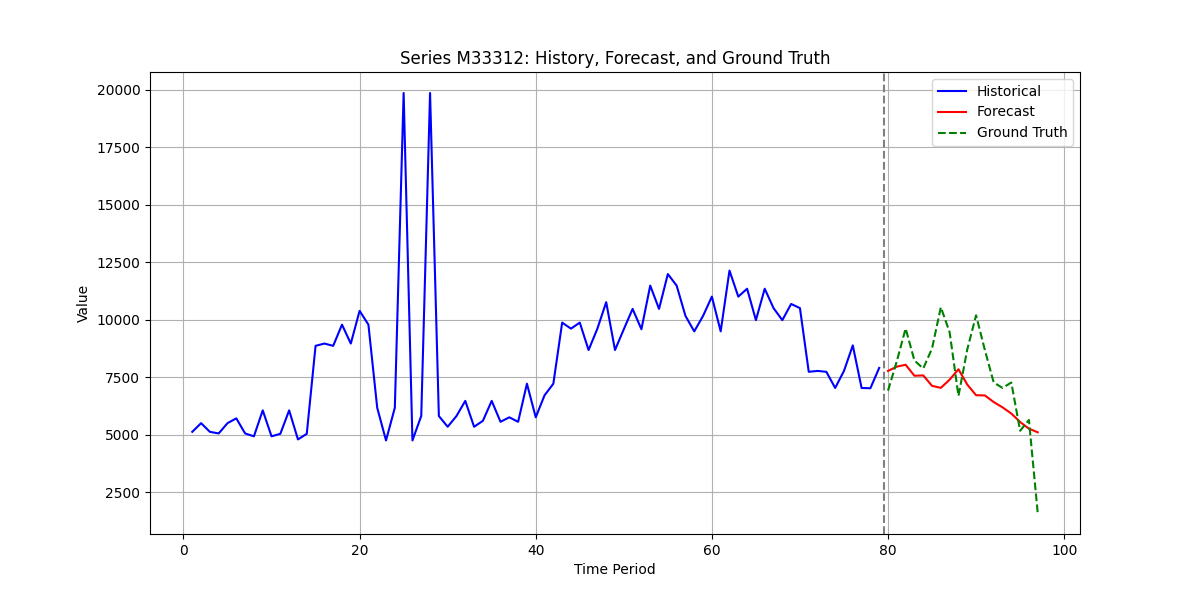 Series M33312: History, Forecast, and Ground Truth
Historical
Forecast
Ground Truth
Value
20000
17500
15000
12500
10000
7500
5000
2500
0 20 40 60 80 100
Time Period